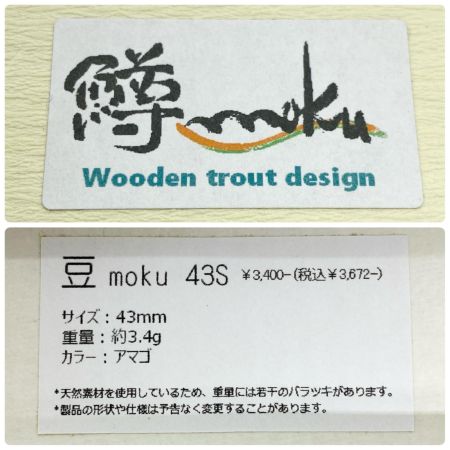 鱒moku
Wooden trout design
豆 moku 43S ￥3,400-(税込￥3,672-)
サイズ：43mm
重量：約3.4g
カラー：アマゴ
*天然素材を使用しているため、重量には若干のバラツキがあります。
*製品の形状や仕様は予告なく変更することがあります。